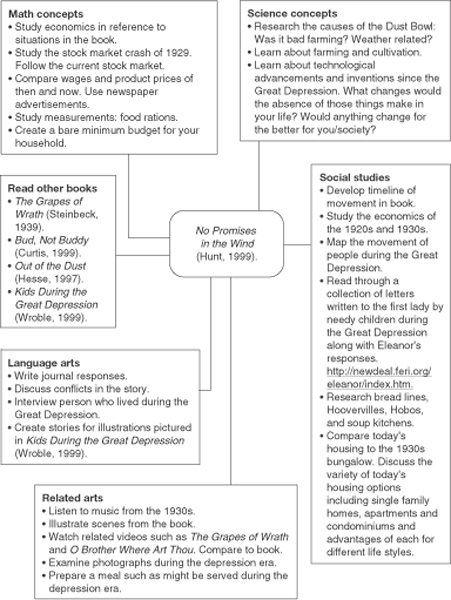 Math concepts
• Study economics in reference to
situations in the book.
• Study the stock market crash of 1929.
Follow the current stock market.
• Compare wages and product prices of
then and now. Use newspaper
advertisements.
• Study measurements: food rations.
• Create a bare minimum budget for your
household.
Science concepts
• Research the causes of the Dust Bowl:
Was it bad farming? Weather related?
• Learn about farming and cultivation.
• Learn about technological
advancements and inventions since the
Great Depression. What changes would
the absence of those things make in
your life? Would anything change for
the better for you/society?
Read other books
• The Grapes of
Wrath (Steinbeck,
1939).
• Bud, Not Buddy
(Curtis, 1999).
• Out of the Dust
(Hesse, 1997).
• Kids During the
Great Depression
(Wroble, 1999).
No Promises
in the Wind
(Hunt, 1999).
Social studies
• Develop timeline of
movement in book.
• Study the economics of
the 1920s and 1930s.
• Map the movement of
people during the Great
Depression.
• Read through a
collection of letters
written to the first lady by
needy children during
the Great Depression
along with Eleanor's
responses.
http://newdeal.feri.org/
eleanor/index.htm.
• Research bread lines,
Hoovervilles, Hobos,
and soup kitchens.
• Compare today's
housing to the 1930s
bungalow. Discuss the
variety of today's
housing options
including single family
homes, apartments and
condominiums and
advantages of each for
different life styles.
Language arts
• Write journal responses.
• Discuss conflicts in the story.
• Interview person who lived during the
Great Depression.
• Create stories for illustrations pictured
in Kids During the Great Depression
(Wroble, 1999).
Related arts
• Listen to music from the 1930s.
• Illustrate scenes from the book.
• Watch related videos such as The Grapes of Wrath
and O Brother Where Art Thou. Compare to book.
• Examine photographs during the depression era.
• Prepare a meal such as might be served during the
depression era.